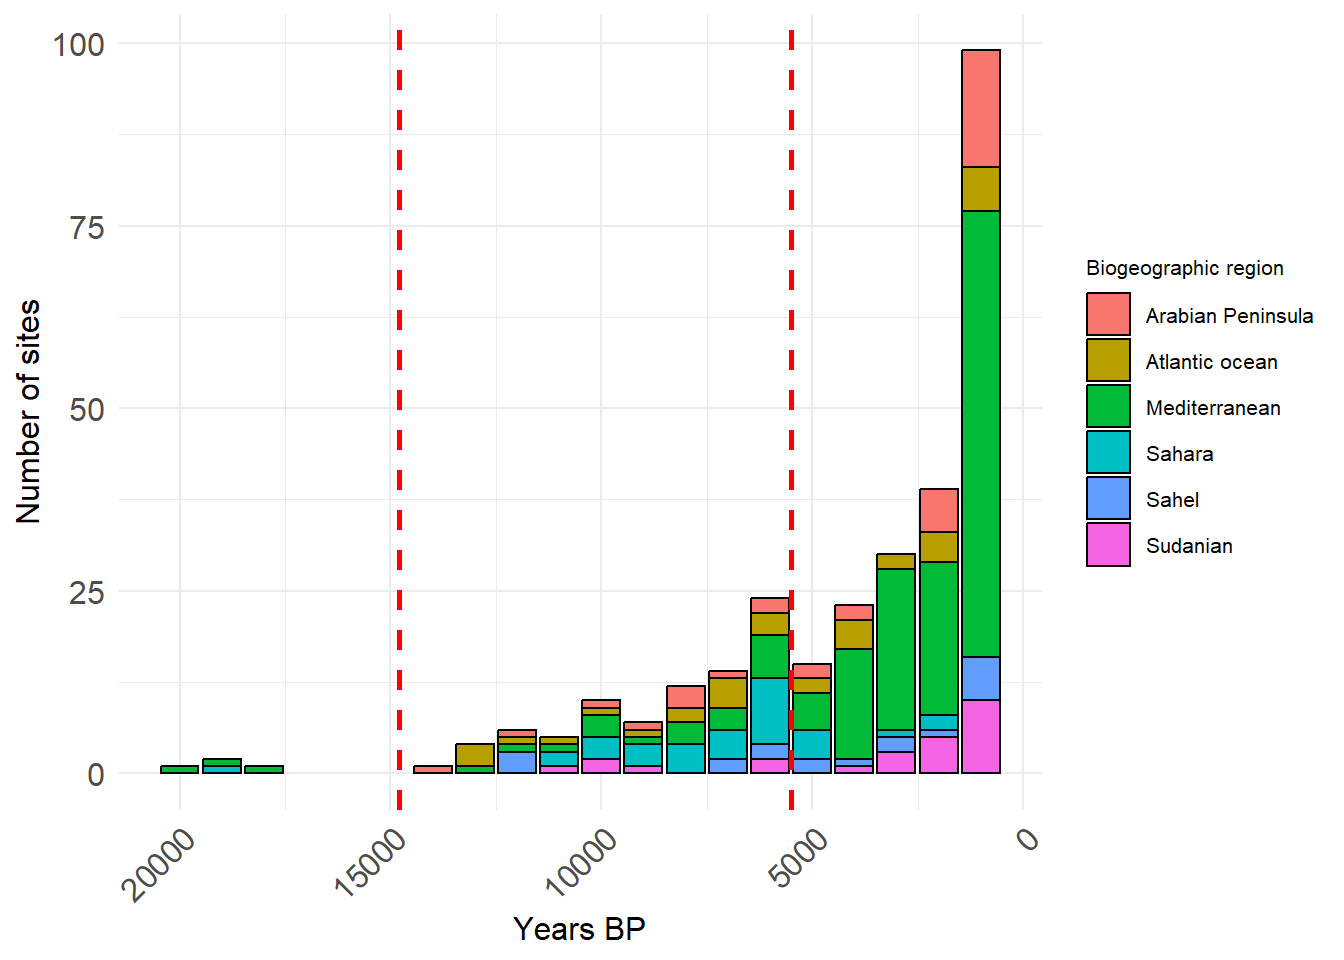 100
75
50
25
0
Number of sites
20000
15000
10000
5000
0
Years BP
Biogeographic region
Arabian Peninsula
Atlantic ocean
Mediterranean
Sahara
Sahel
Sudanian